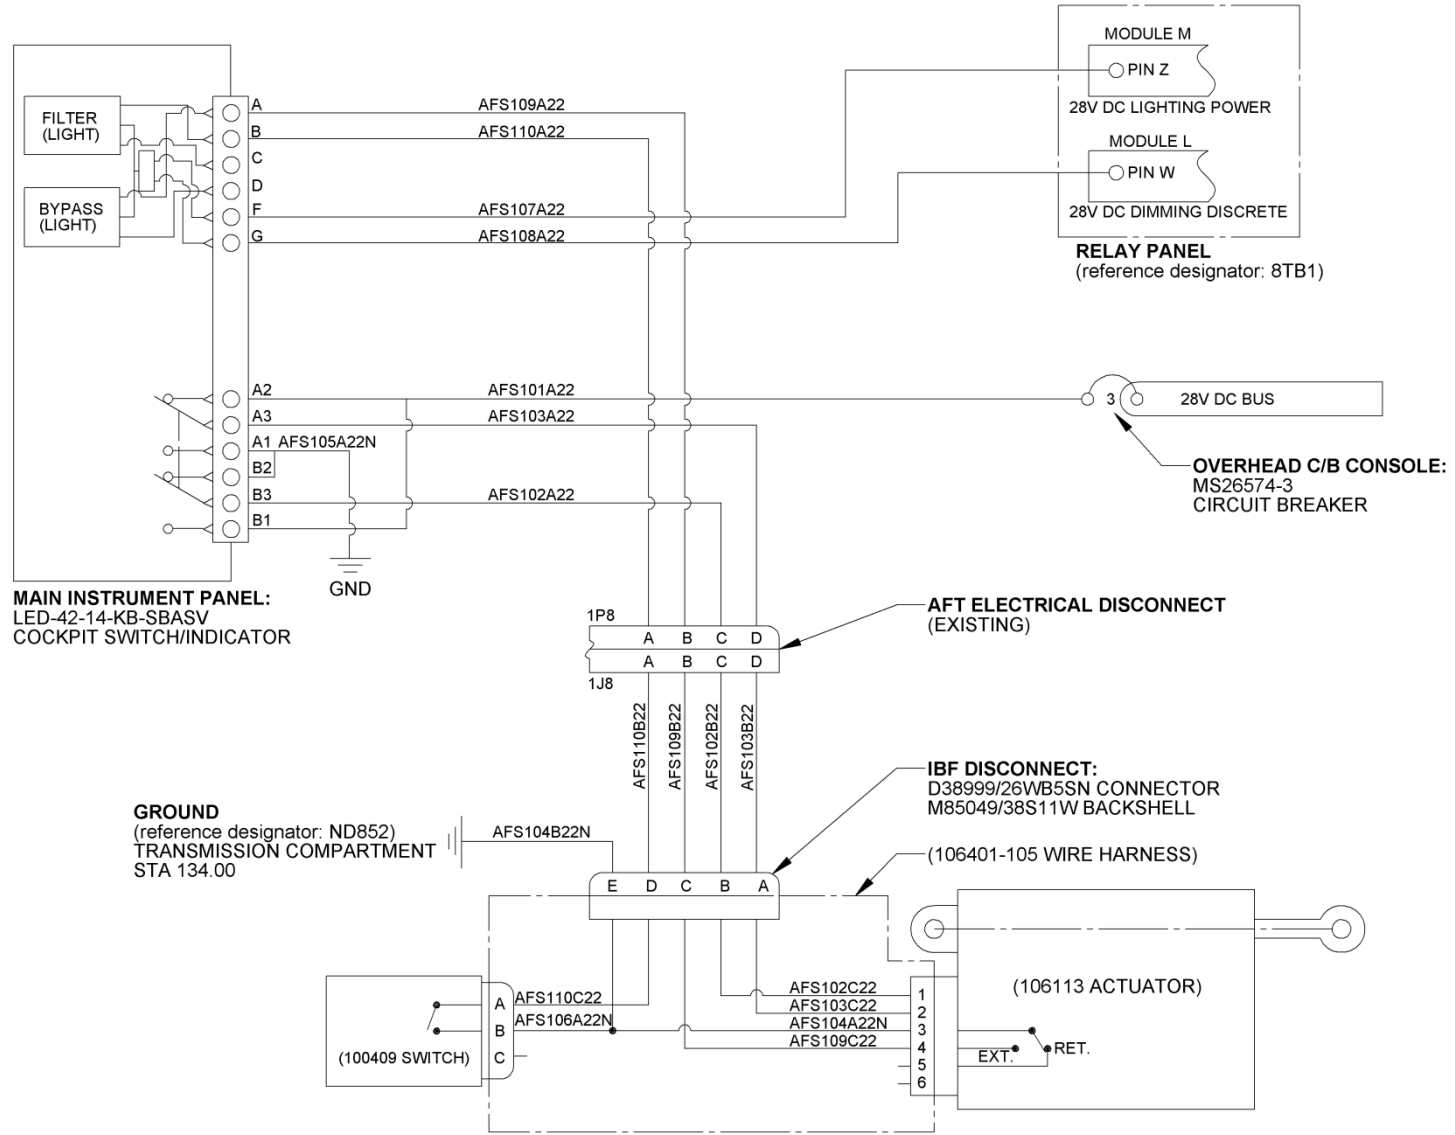 MODULE M
PIN Z
28V DC LIGHTING POWER
MODULE L
PIN W
28V DC DIMMING DISCRETE
RELAY PANEL
(reference designator: 8TB1)
FILTER
(LIGHT)
BYPASS
(LIGHT)
A
AFS109A22
B
AFS110A22
C
D
F
AFS107A22
G
AFS108A22
A2
AFS101A22
A3
AFS103A22
A1
AFS105A22N
B2
B3
AFS102A22
B1
GND
3
28V DC BUS
OVERHEAD C/B CONSOLE:
MS26574-3
CIRCUIT BREAKER
MAIN INSTRUMENT PANEL:
LED-42-14-KB-SBASV
COCKPIT SWITCH/INDICATOR
1P8
A B C D
A B C D
1J8
AFT ELECTRICAL DISCONNECT
(EXISTING)
AFS110B22
AFS109B22
AFS102B22
AFS103B22
IBF DISCONNECT:
D38999/26WB5SN CONNECTOR
M85049/38S11W BACKSHELL
GROUND
(reference designator: ND852)
TRANSMISSION COMPARTMENT
STA 134.00
AFS104B22N
(106401-105 WIRE HARNESS)
E D C B A
(100409 SWITCH)
A
AFS110C22
B
AFS106A22N
C
AFS102C22
1
AFS103C22
2
AFS104A22N
3
AFS109C22
4
5
6
(106113 ACTUATOR)
EXT.
RET.